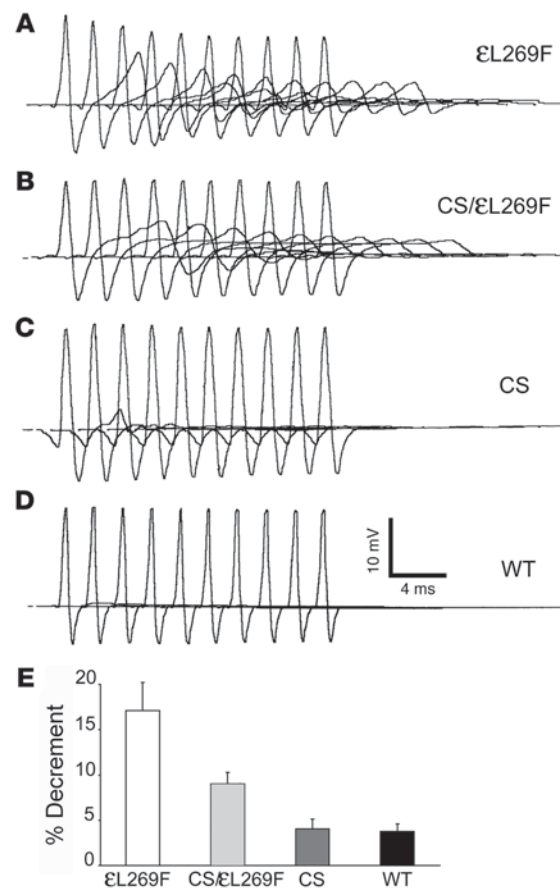 A
εL269F
B
CS/εL269F
C
CS
D
10 mV
4 ms
WT
E
% Decrement
20
15
10
5
0
εL269F
CS/εL269F
CS
WT